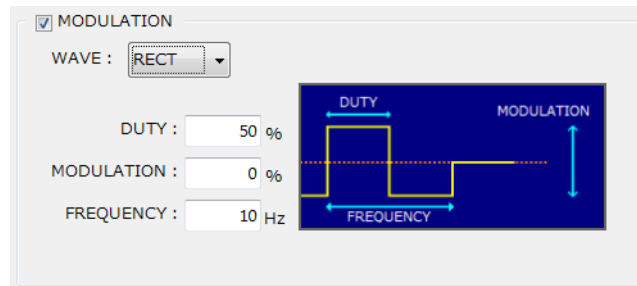 MODULATION
WAVE : RECT
DUTY : 50 %
MODULATION : 0 %
FREQUENCY : 10 Hz
DUTY
MODULATION
FREQUENCY